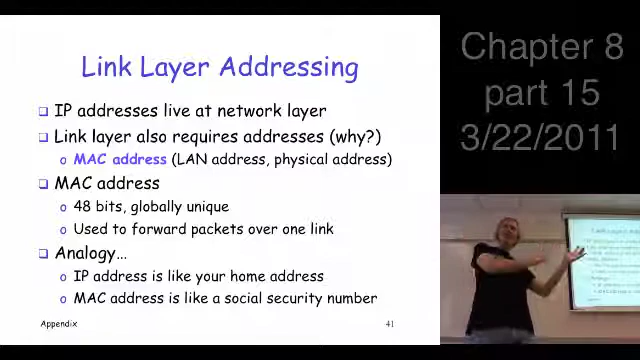 Link Layer Addressing
IP addresses live at network layer
Link layer also requires addresses (why?)
MAC address (LAN address, physical address)
MAC address
48 bits, globally unique
Used to forward packets over one link
Analogy…
IP address is like your home address
MAC address is like a social security number
Appendix
41
Chapter 8
part 15
3/22/2011
Link Layer Ad